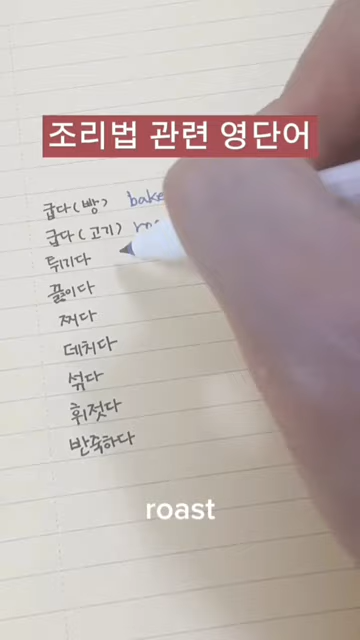 조리법 관련 영단어
굽다 (빵) bake
굽다 (고기)
튀기다
끓이다
찌다
데치다
섞다
휘젓다
반죽하다
roast